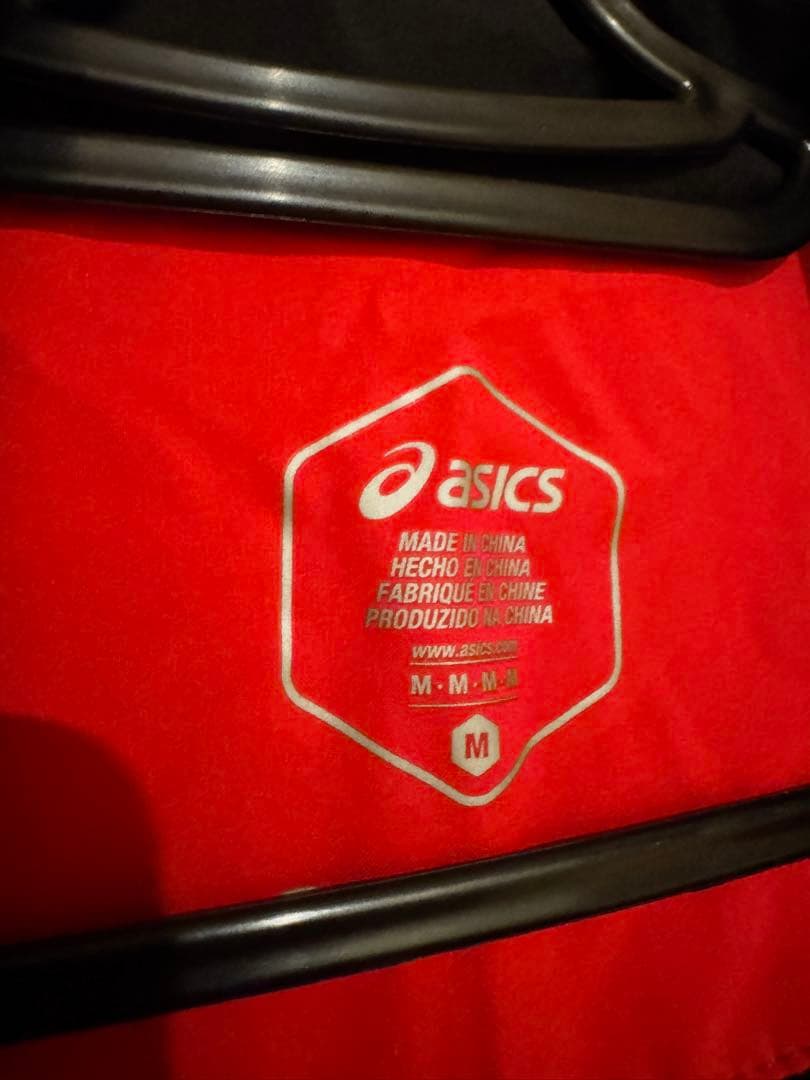 asics
MADE IN CHINA
HECHO EN CHINA
FABRIQUÉ EN CHINE
PRODUZIDO NA CHINA
www.asics.com
M · M · M · M
M